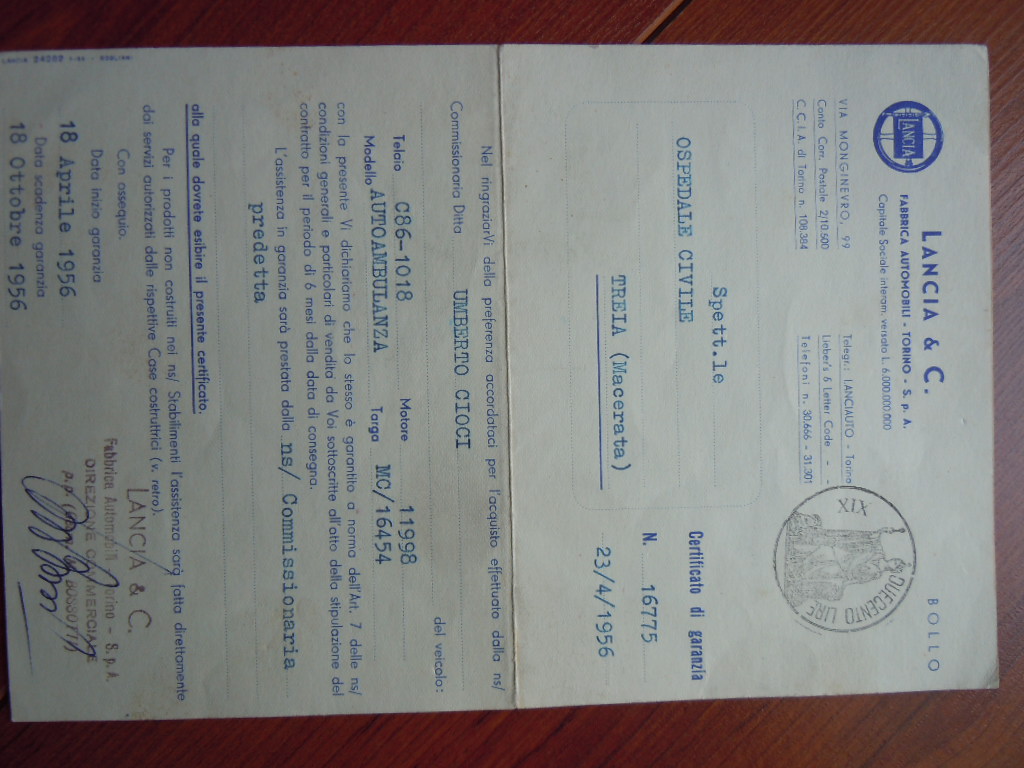 LANCIA & C.
FABBRICA AUTOMOBILI - TORINO - S. p. A.
Capitale Sociale interam. versato L. 6.000.000.000
LANCIA
BOLLO
VIA MONGINEVRO, 99
Conto Corr. Postale 2/10.600
C.C.I.A. di Torino n. 108.384
Telegr.: LANCIAUTO - Torino
Lieber's 5 Letter Code -
Telefoni n. 30.666 - 31.301
XIX
DUECENTO LIRE
Certificato di garanzia
Spett.le
N. 16775
OSPEDALE CIVILE
23/4/1956
TREIA (Macerata)
Nel ringraziarVi della preferenza accordataci per l'acquisto effettuato dalla ns/
Commissionaria Ditta UMBERTO CIOCI del veicolo:
Telaio C86-1018 Motore 11998
Modello AUTOAMBULANZA Targa MC/16454
con la presente Vi dichiariamo che lo stesso è garantito a norma dell'Art. 7 delle ns/
condizioni generali e particolari di vendita da Voi sottoscritte all'atto della stipulazione del
contratto per il periodo di 6 mesi dalla data di consegna.
L'assistenza in garanzia sarà prestata dalla ns/ Commissionaria
predetta
alla quale dovrete esibire il presente certificato.
Per i prodotti non costruiti nei ns/ Stabilimenti l'assistenza sarà fatta direttamente
dai servizi autorizzati dalle rispettive Case costruttrici (v. retro).
Con ossequio.
LANCIA & C.
Fabbrica Automobili Torino - S. p. A.
DIREZIONE COMMERCIALE
p.p.
Data inizio garanzia
18 Aprile 1956
Data scadenza garanzia
18 Ottobre 1956